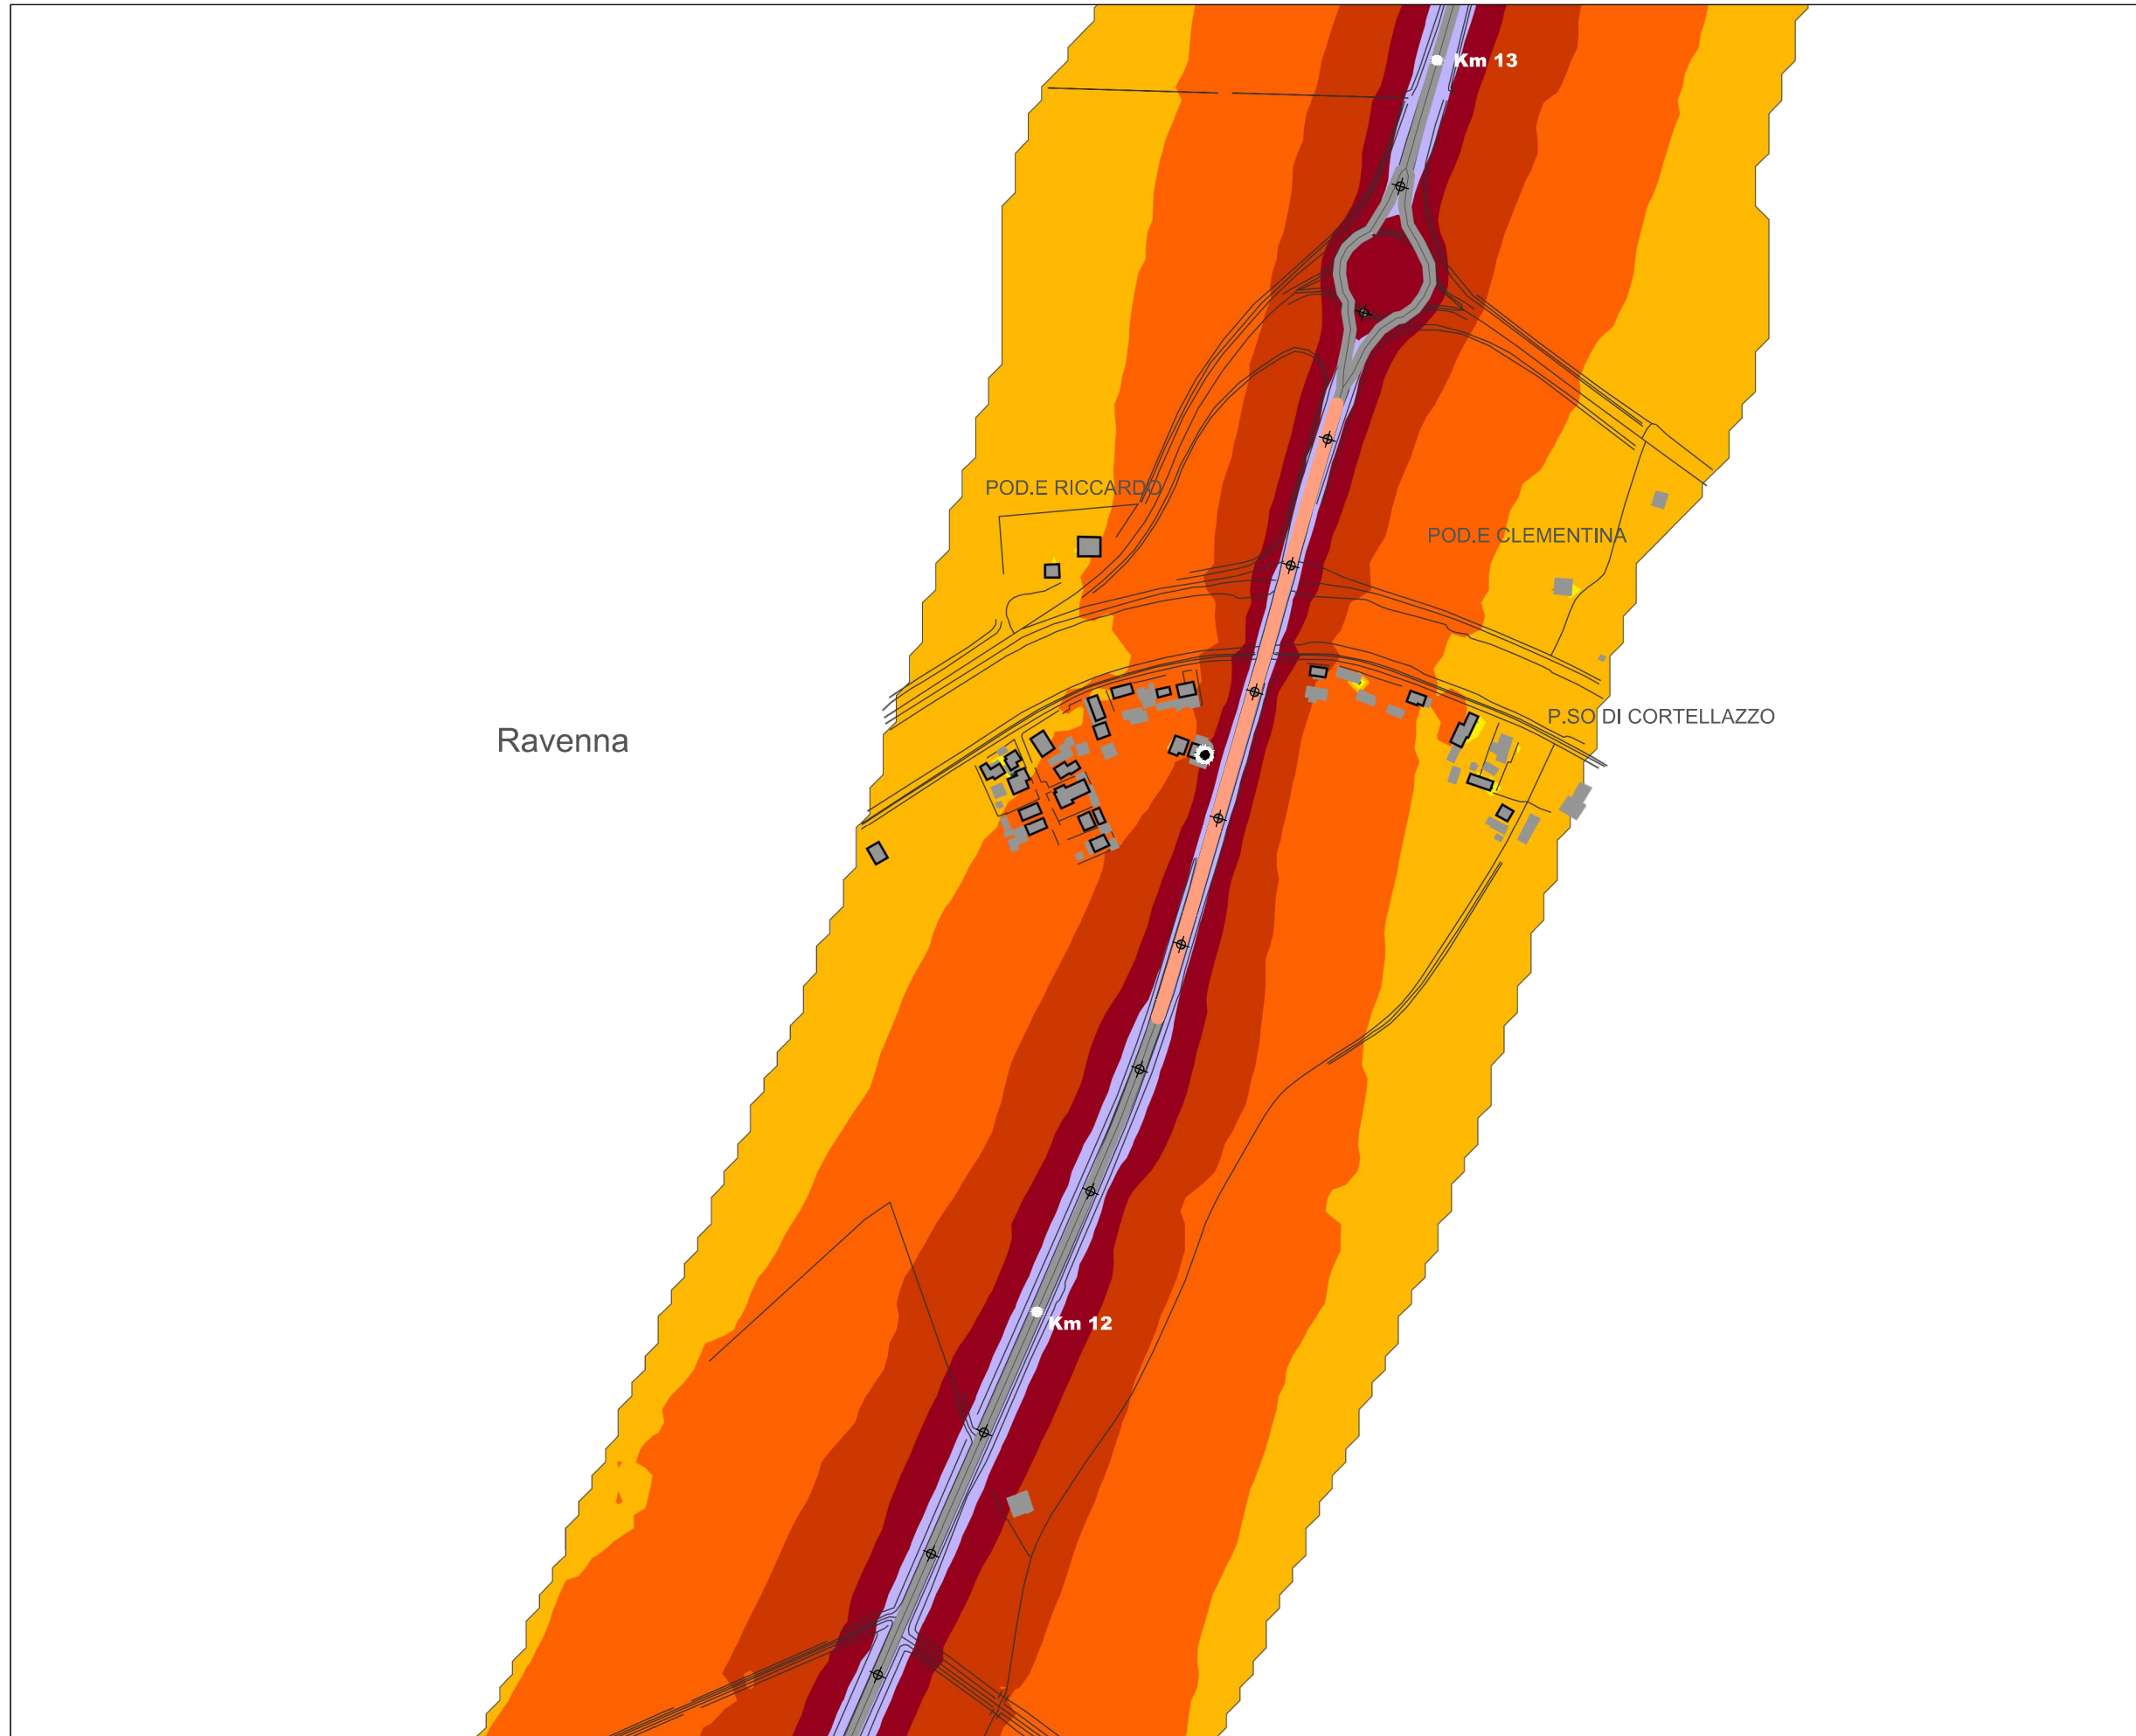 Km 13
POD.E RICCARDO
POD.E CLEMENTINA
P.SO DI CORTELLAZZO
Ravenna
Km 12